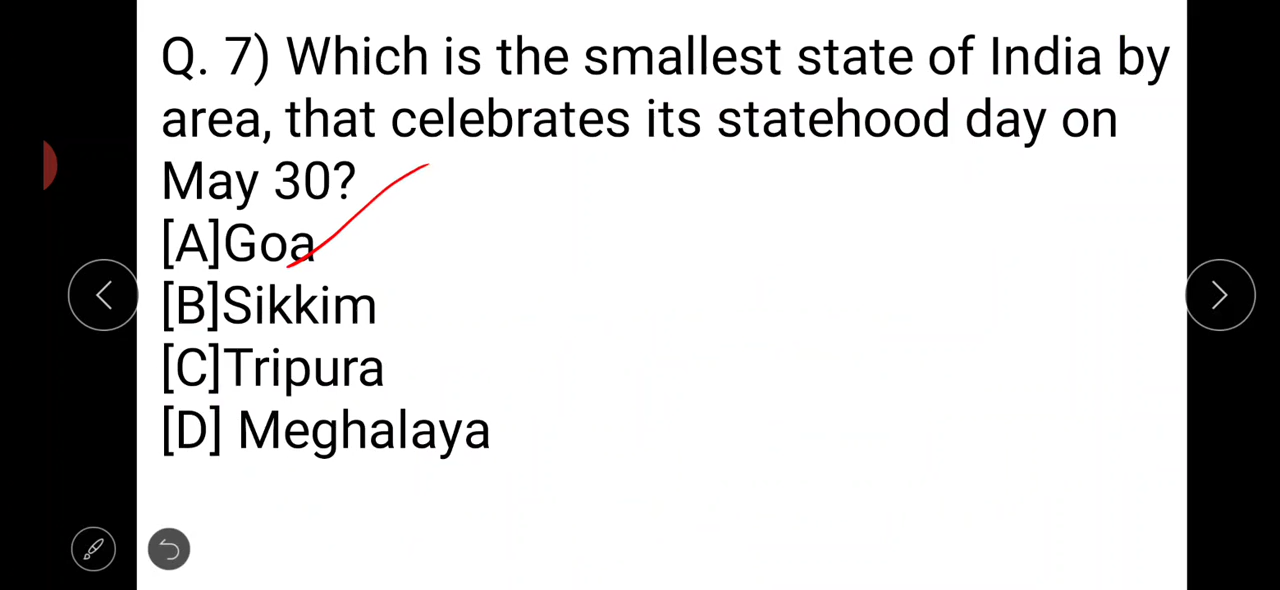 Q. 7) Which is the smallest state of India by
area, that celebrates its statehood day on
May 30?
[A]Goa
[B]Sikkim
[C]Tripura
[D] Meghalaya